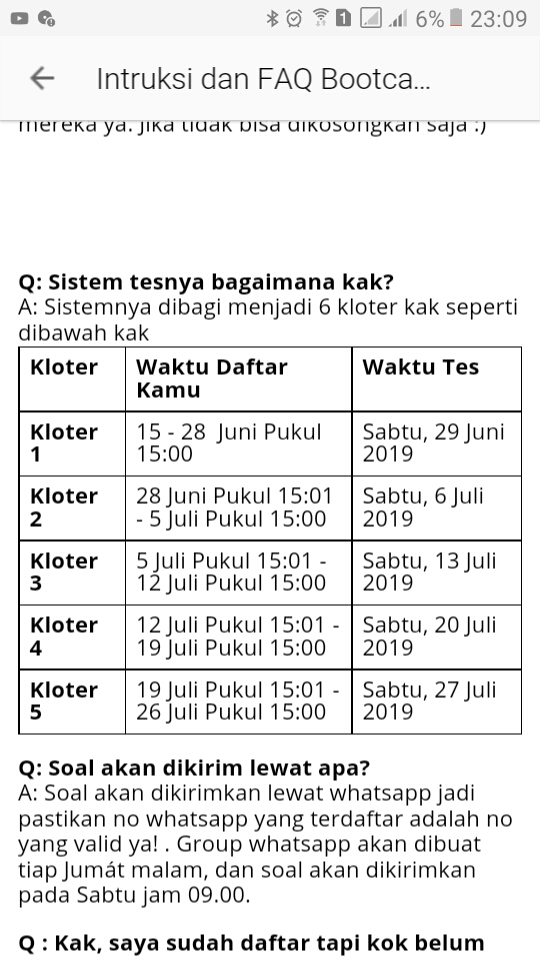 1 6% 23:09
Intruksi dan FAQ Bootca...
mereka ya. Jika tidak bisa dikosongkan saja :)
Q: Sistem tesnya bagaimana kak?
A: Sistemnya dibagi menjadi 6 kloter kak seperti
dibawah kak
Kloter Waktu Daftar Waktu Tes
Kamu
Kloter 15 - 28 Juni Pukul Sabtu, 29 Juni
1 15:00 2019
Kloter 28 Juni Pukul 15:01 Sabtu, 6 Juli
2 - 5 Juli Pukul 15:00 2019
Kloter 5 Juli Pukul 15:01 - Sabtu, 13 Juli
3 12 Juli Pukul 15:00 2019
Kloter 12 Juli Pukul 15:01 - Sabtu, 20 Juli
4 19 Juli Pukul 15:00 2019
Kloter 19 Juli Pukul 15:01 - Sabtu, 27 Juli
5 26 Juli Pukul 15:00 2019
Q: Soal akan dikirim lewat apa?
A: Soal akan dikirimkan lewat whatsapp jadi
pastikan no whatsapp yang terdaftar adalah no
yang valid ya! . Group whatsapp akan dibuat
tiap Jumát malam, dan soal akan dikirimkan
pada Sabtu jam 09.00.
Q : Kak, saya sudah daftar tapi kok belum